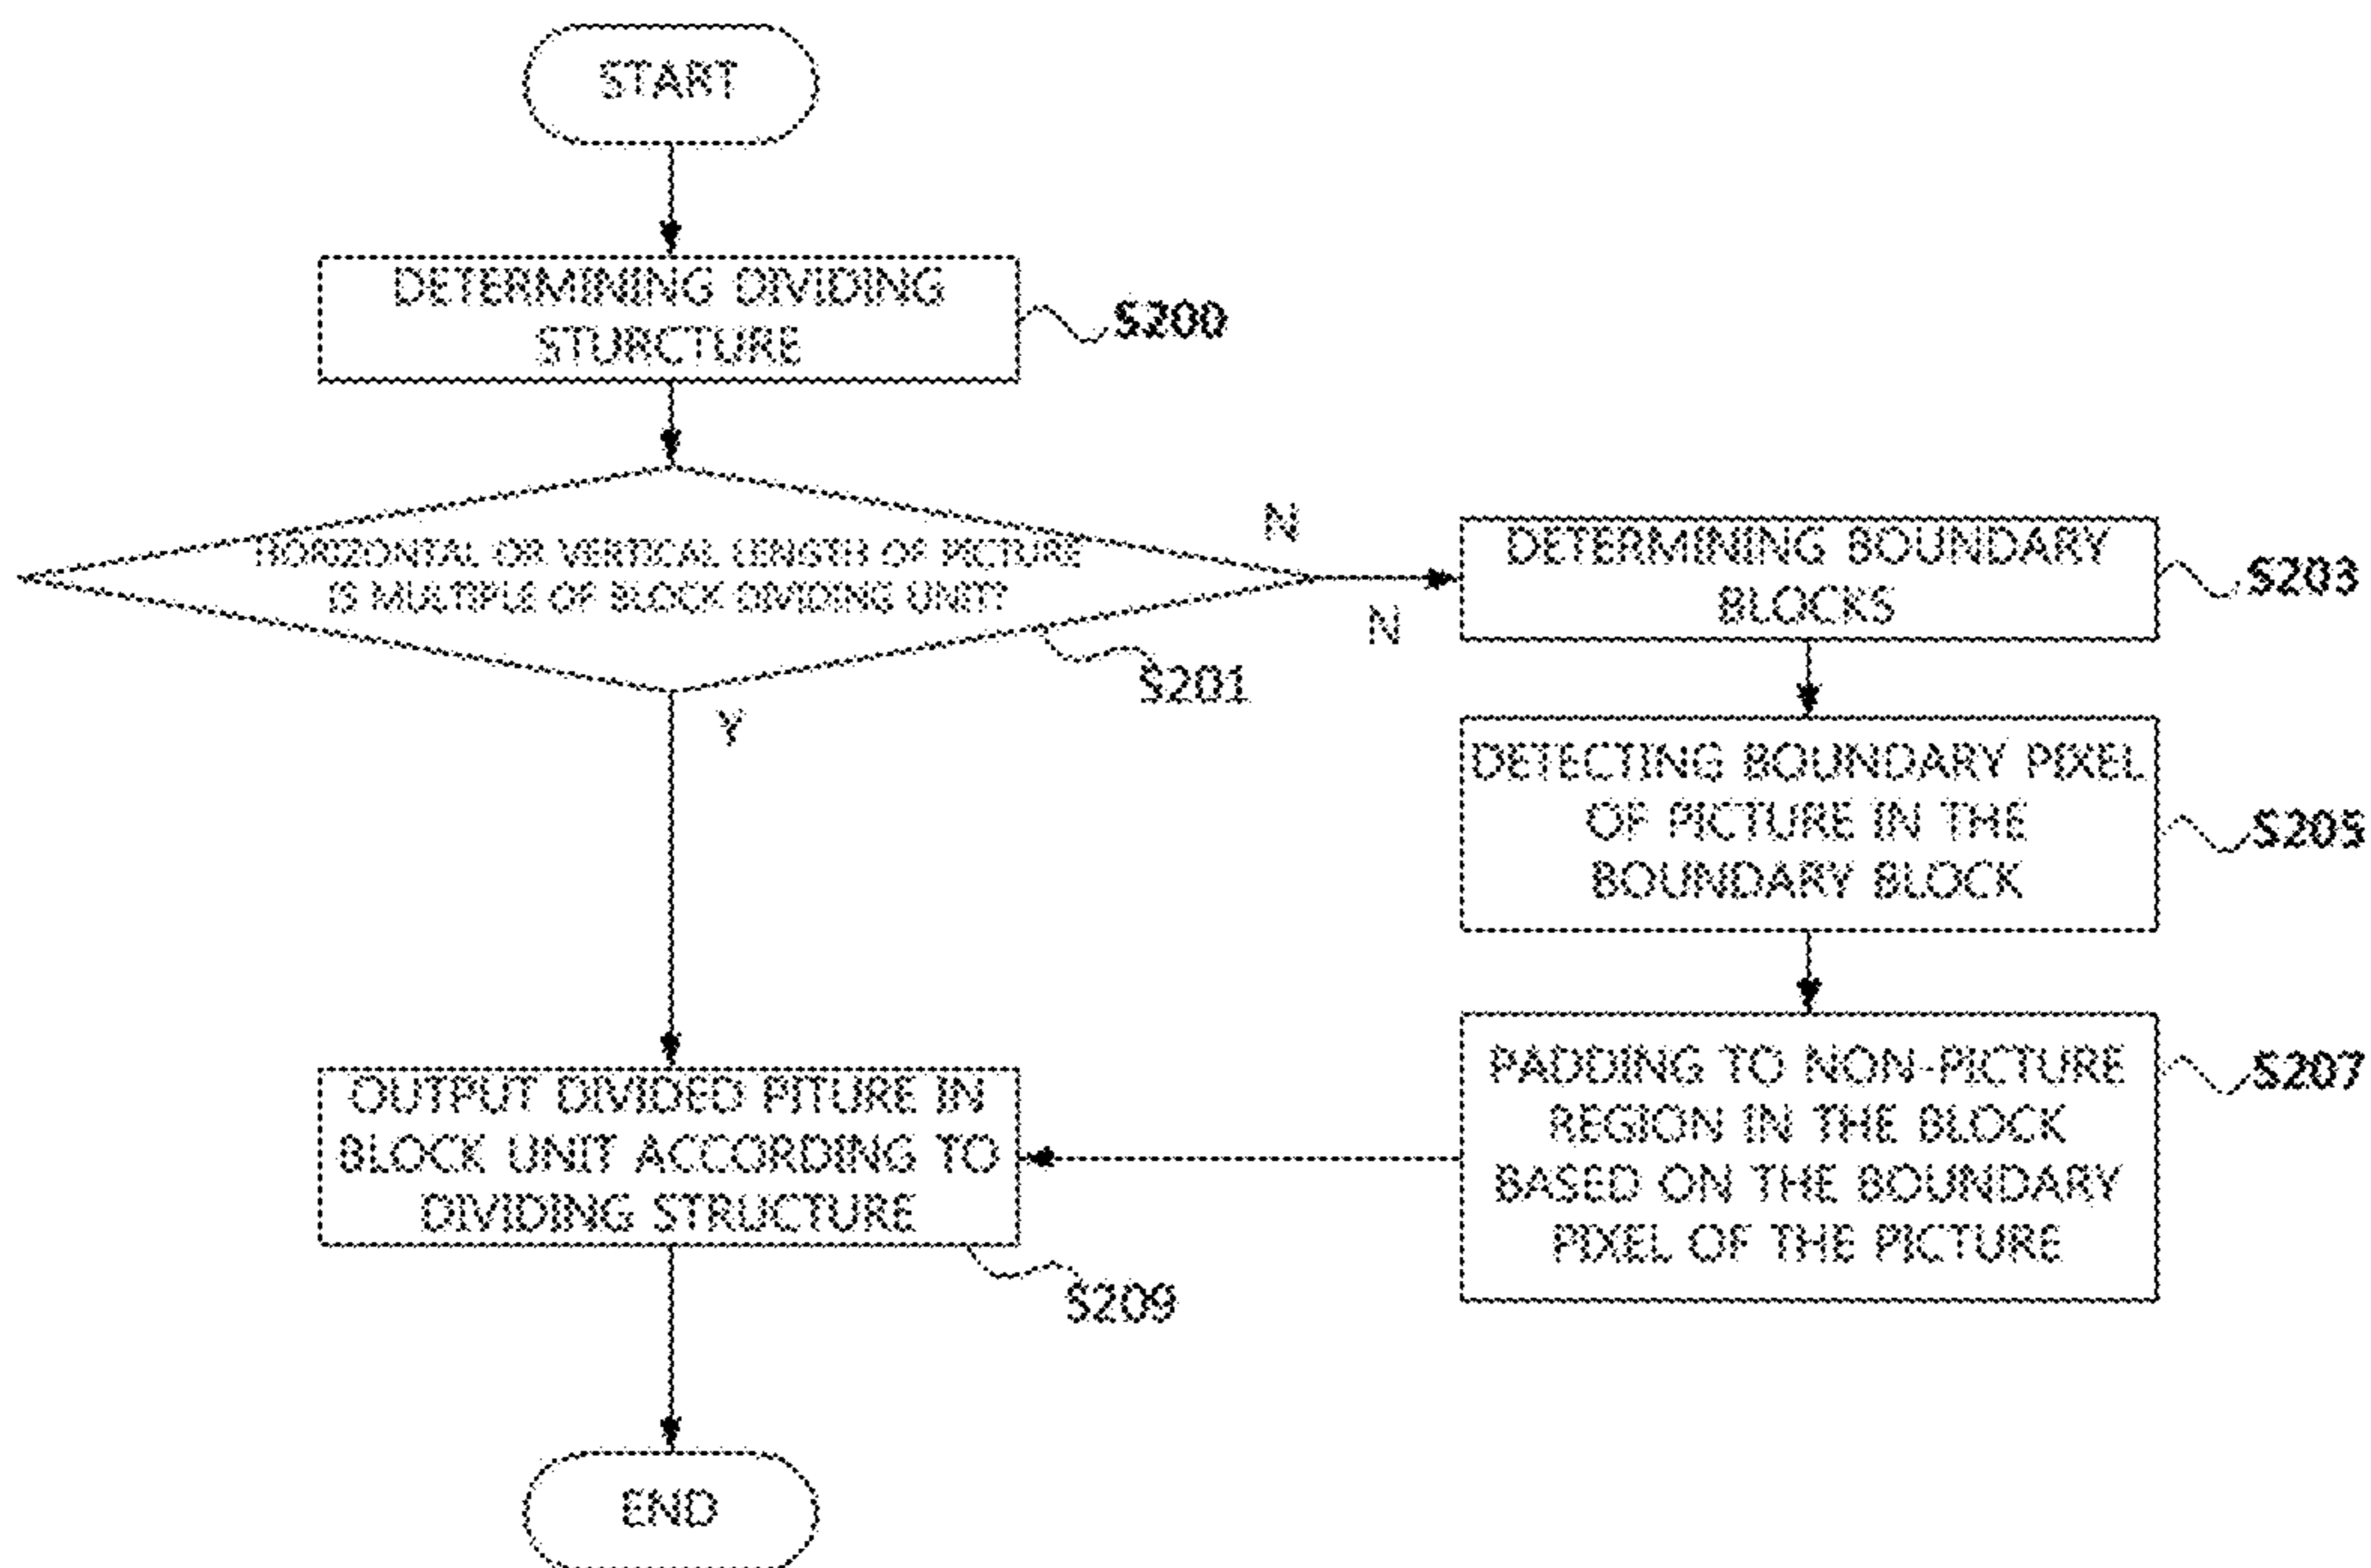 START
DETERMINING DIVIDING
STURCTURE
S200
HORIZONTAL OR VERTICAL LENGTH OF PICTURE
IS MULTIPLE OF BLOCK DIVIDING UNIT?
N
N
S201
Y
DETERMINING BOUNDARY
BLOCKS
S203
DETECTING BOUNDARY PIXEL
OF PICTURE IN THE
BOUNDARY BLOCK
S205
PADDING TO NON-PICTURE
REGION IN THE BLOCK
BASED ON THE BOUNDARY
PIXEL OF THE PICTURE
S207
OUTPUT DIVIDED PITURE IN
BLOCK UNIT ACCORDING TO
DIVIDING STRUCTURE
S209
END